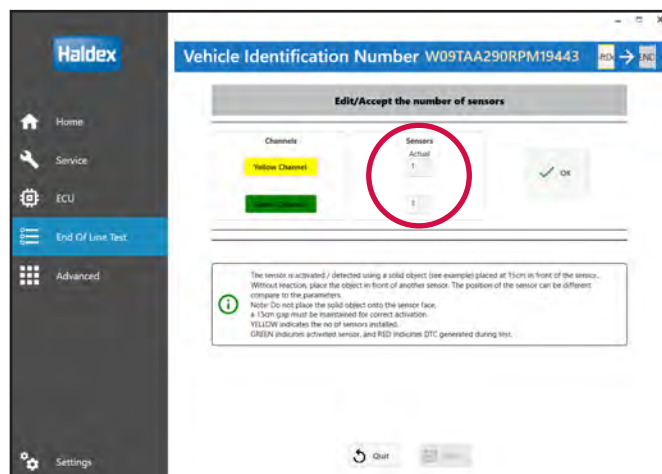 Haldex
Vehicle Identification Number W09TAA290RPM19443
END
Edit/Accept the number of sensors
Home
Service
ECU
End Of Line Test
Advanced
Settings
Channels
Yellow Channel
Sensors
Actual
1
1
OK
The sensor is activated / detected using a solid object (see example) placed at 15cm in front of the sensor.
Without reaction, place the object in front of another sensor. The position of the sensor can be different
compare to the parameters.
Note: Do not place the solid object onto the sensor face,
a 15cm gap must be maintained for correct activation.
YELLOW indicates the no of sensors installed.
GREEN indicates activated sensor, and RED indicates DTC generated during test.
Quit